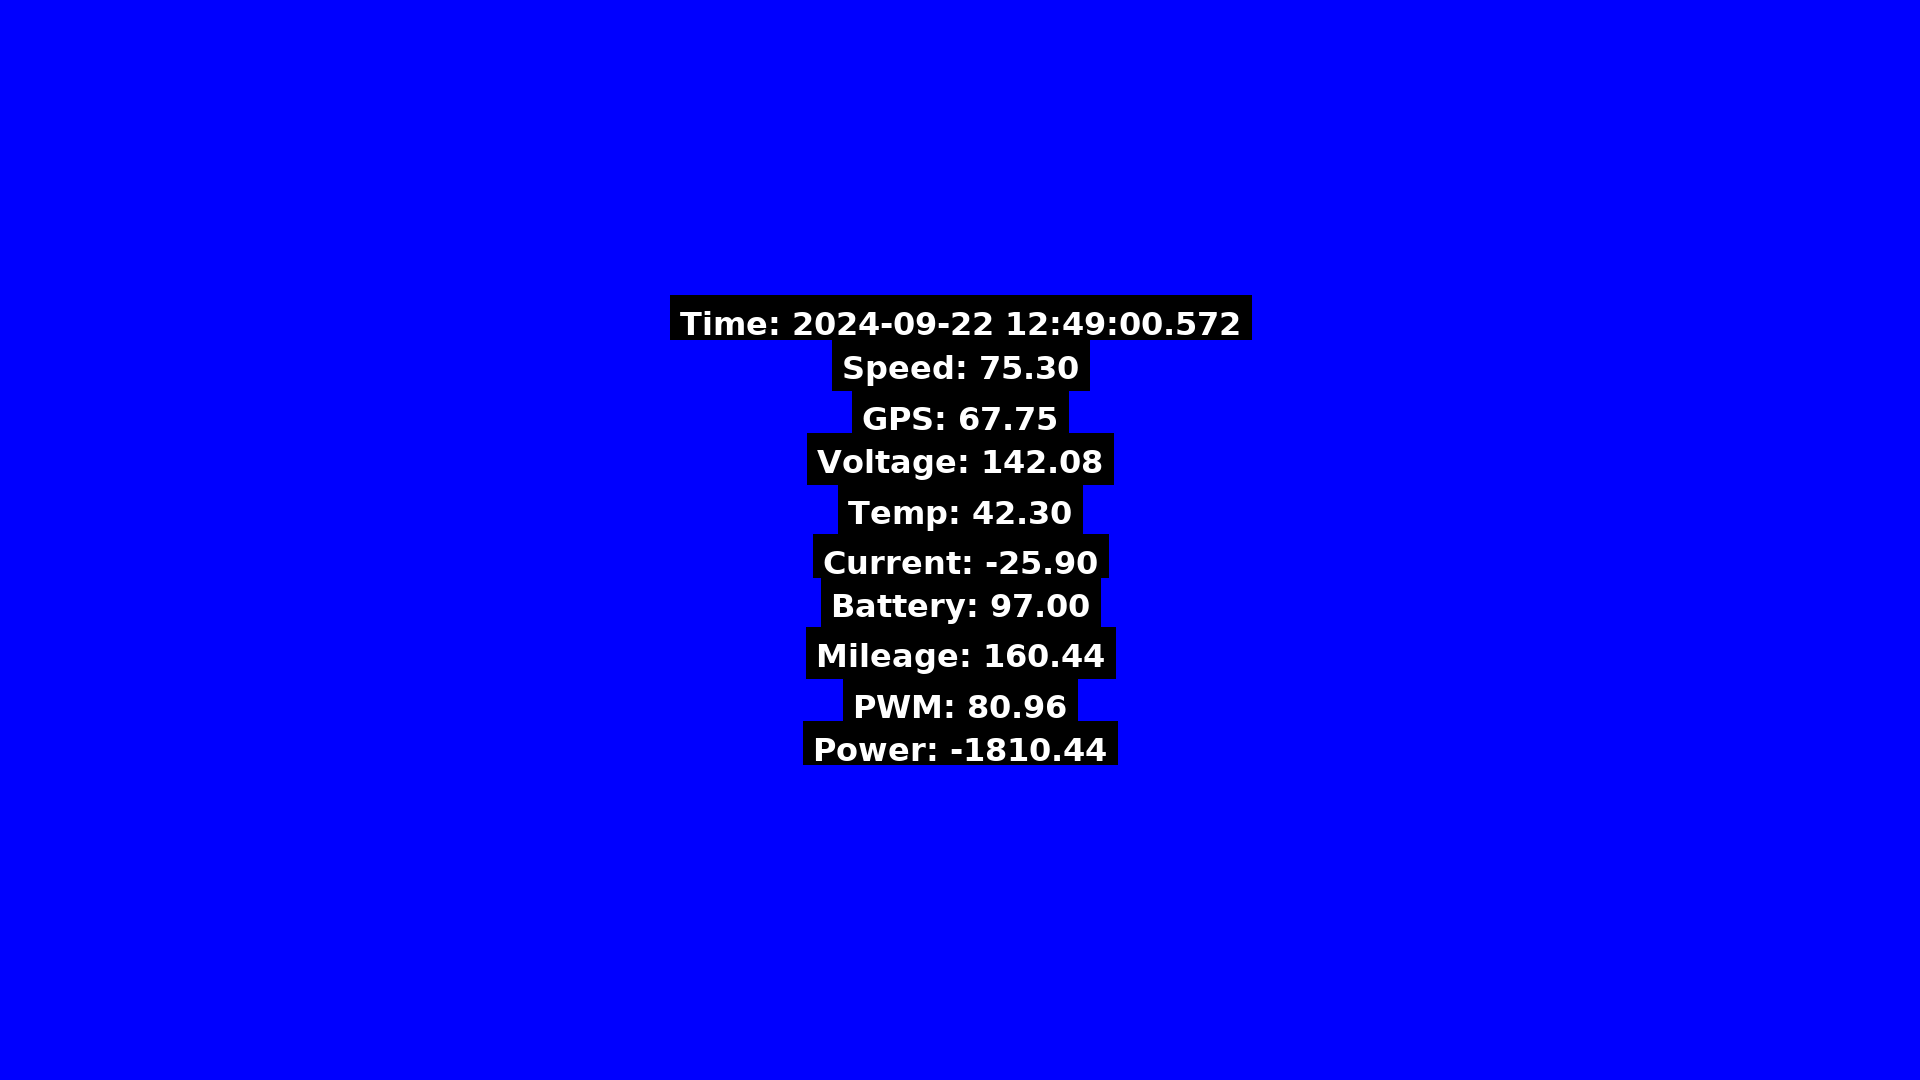 Time: 2024-09-22 12:49:00.572
Speed: 75.30
GPS: 67.75
Voltage: 142.08
Temp: 42.30
Current: -25.90
Battery: 97.00
Mileage: 160.44
PWM: 80.96
Power: -1810.44